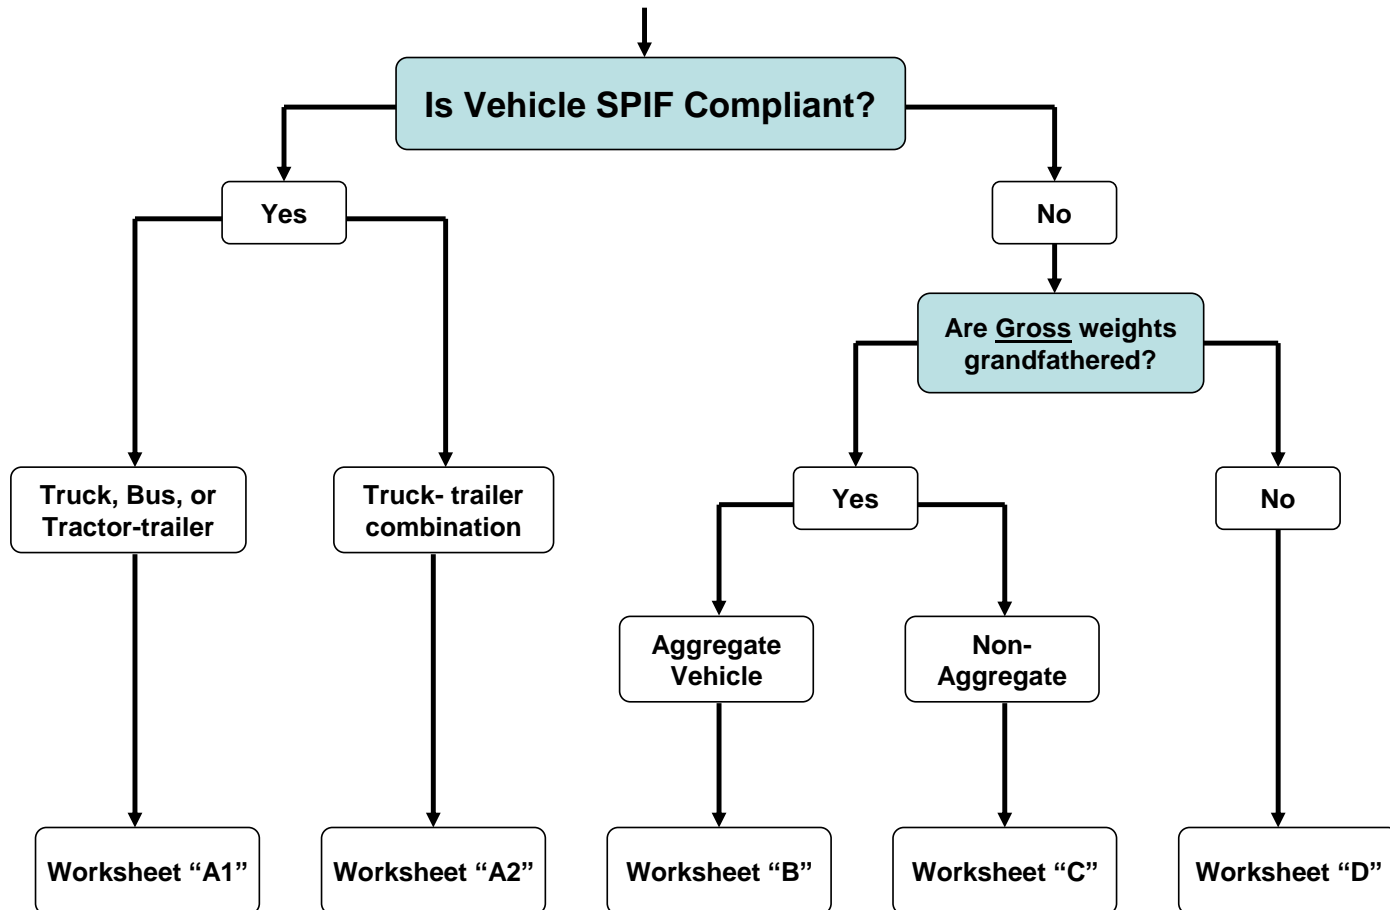 Is Vehicle SPIF Compliant?
Yes
No
Are Gross weights
grandfathered?
Truck, Bus, or
Tractor-trailer
Truck- trailer
combination
Yes
No
Aggregate
Vehicle
Non-
Aggregate
Worksheet “A1”
Worksheet “A2”
Worksheet “B”
Worksheet “C”
Worksheet “D”